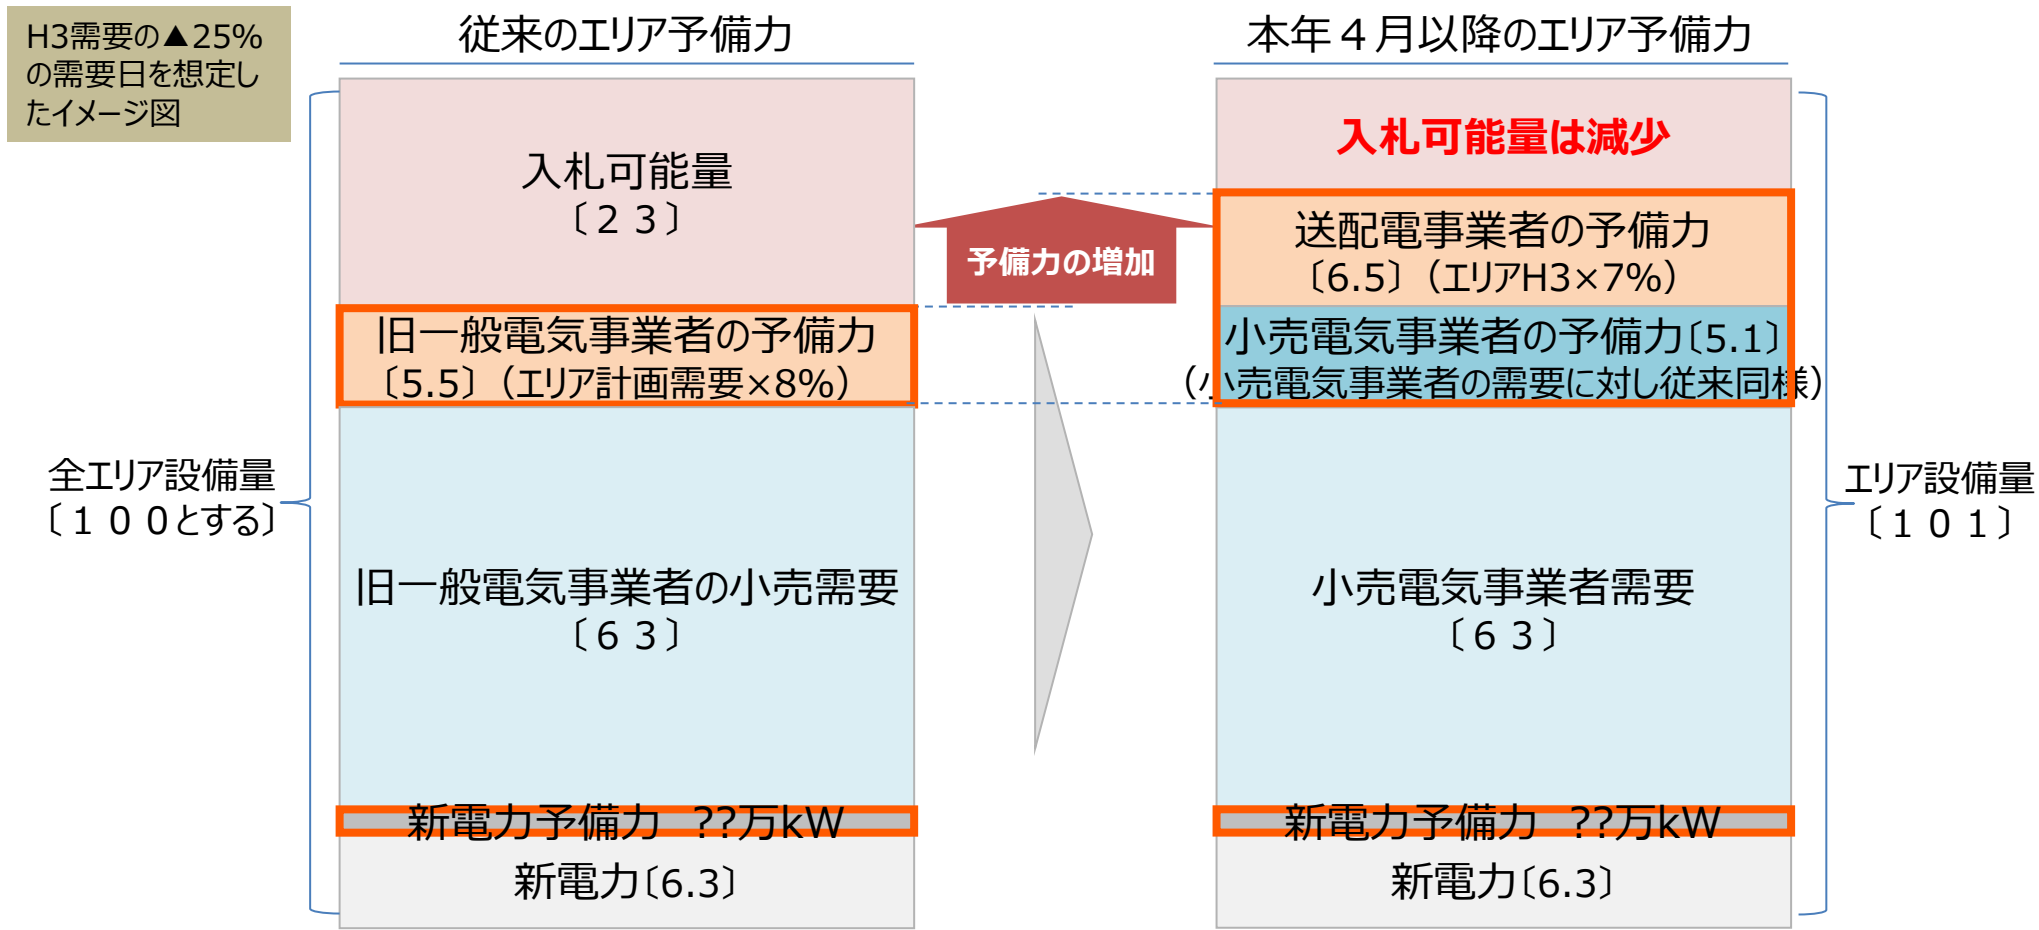 H3需要の▲25%
の需要日を想定し
たイメージ図
従来のエリア予備力
本年４月以降のエリア予備力
入札可能量
〔２３〕
入札可能量は減少
予備力の増加
送配電事業者の予備力
〔6.5〕（エリアH3×7%）
旧一般電気事業者の予備力
〔5.5〕（エリア計画需要×8%）
小売電気事業者の予備力〔5.1〕
（小売電気事業者の需要に対し従来同様）
全エリア設備量
〔１００とする〕
エリア設備量
〔１０１〕
旧一般電気事業者の小売需要
〔６３〕
小売電気事業者需要
〔６３〕
新電力予備力　??万kW
新電力予備力　??万kW
新電力〔6.3〕
新電力〔6.3〕